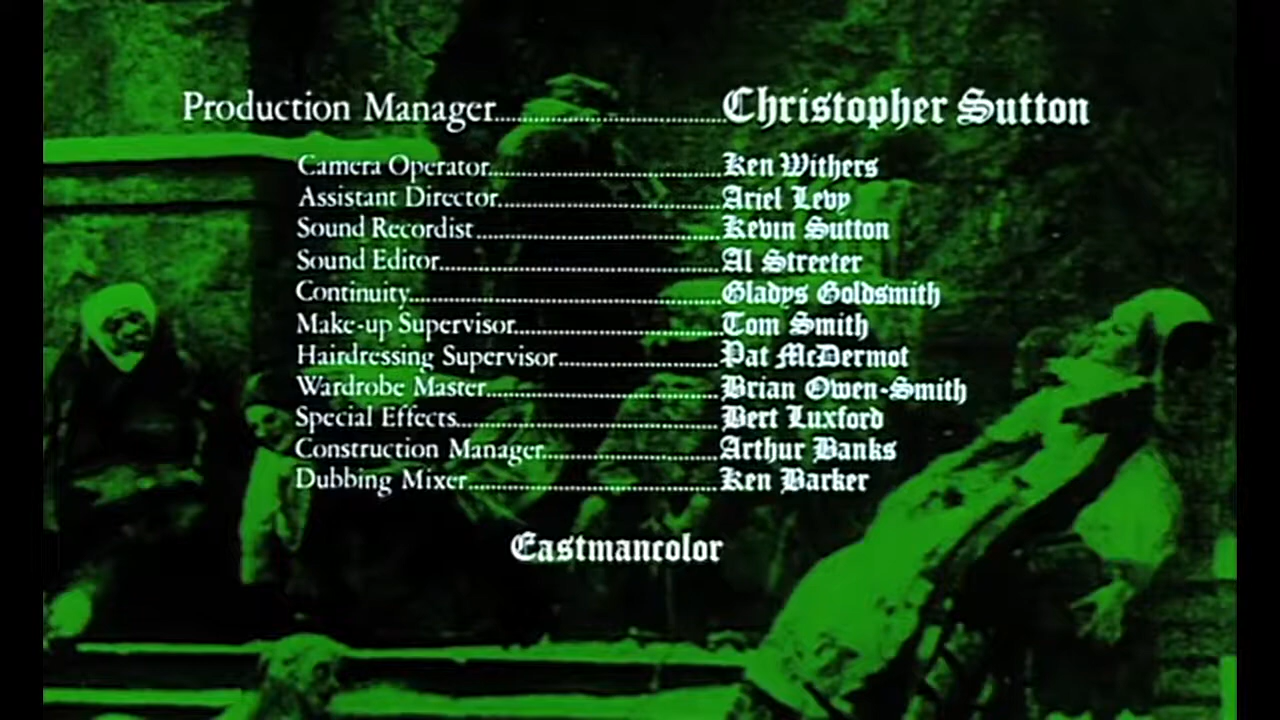 Production Manager..............................Christopher Sutton
Camera Operator..............................Ken Withers
Assistant Director..............................Ariel Levy
Sound Recordist..............................Kevin Sutton
Sound Editor..............................Al Streeter
Continuity..............................Gladys Goldsmith
Make-up Supervisor..............................Tom Smith
Hairdressing Supervisor..............................Pat McDermot
Wardrobe Master..............................Brian Owen-Smith
Special Effects..............................Bert Luxford
Construction Manager..............................Arthur Banks
Dubbing Mixer..............................Ken Barker
Eastmancolor